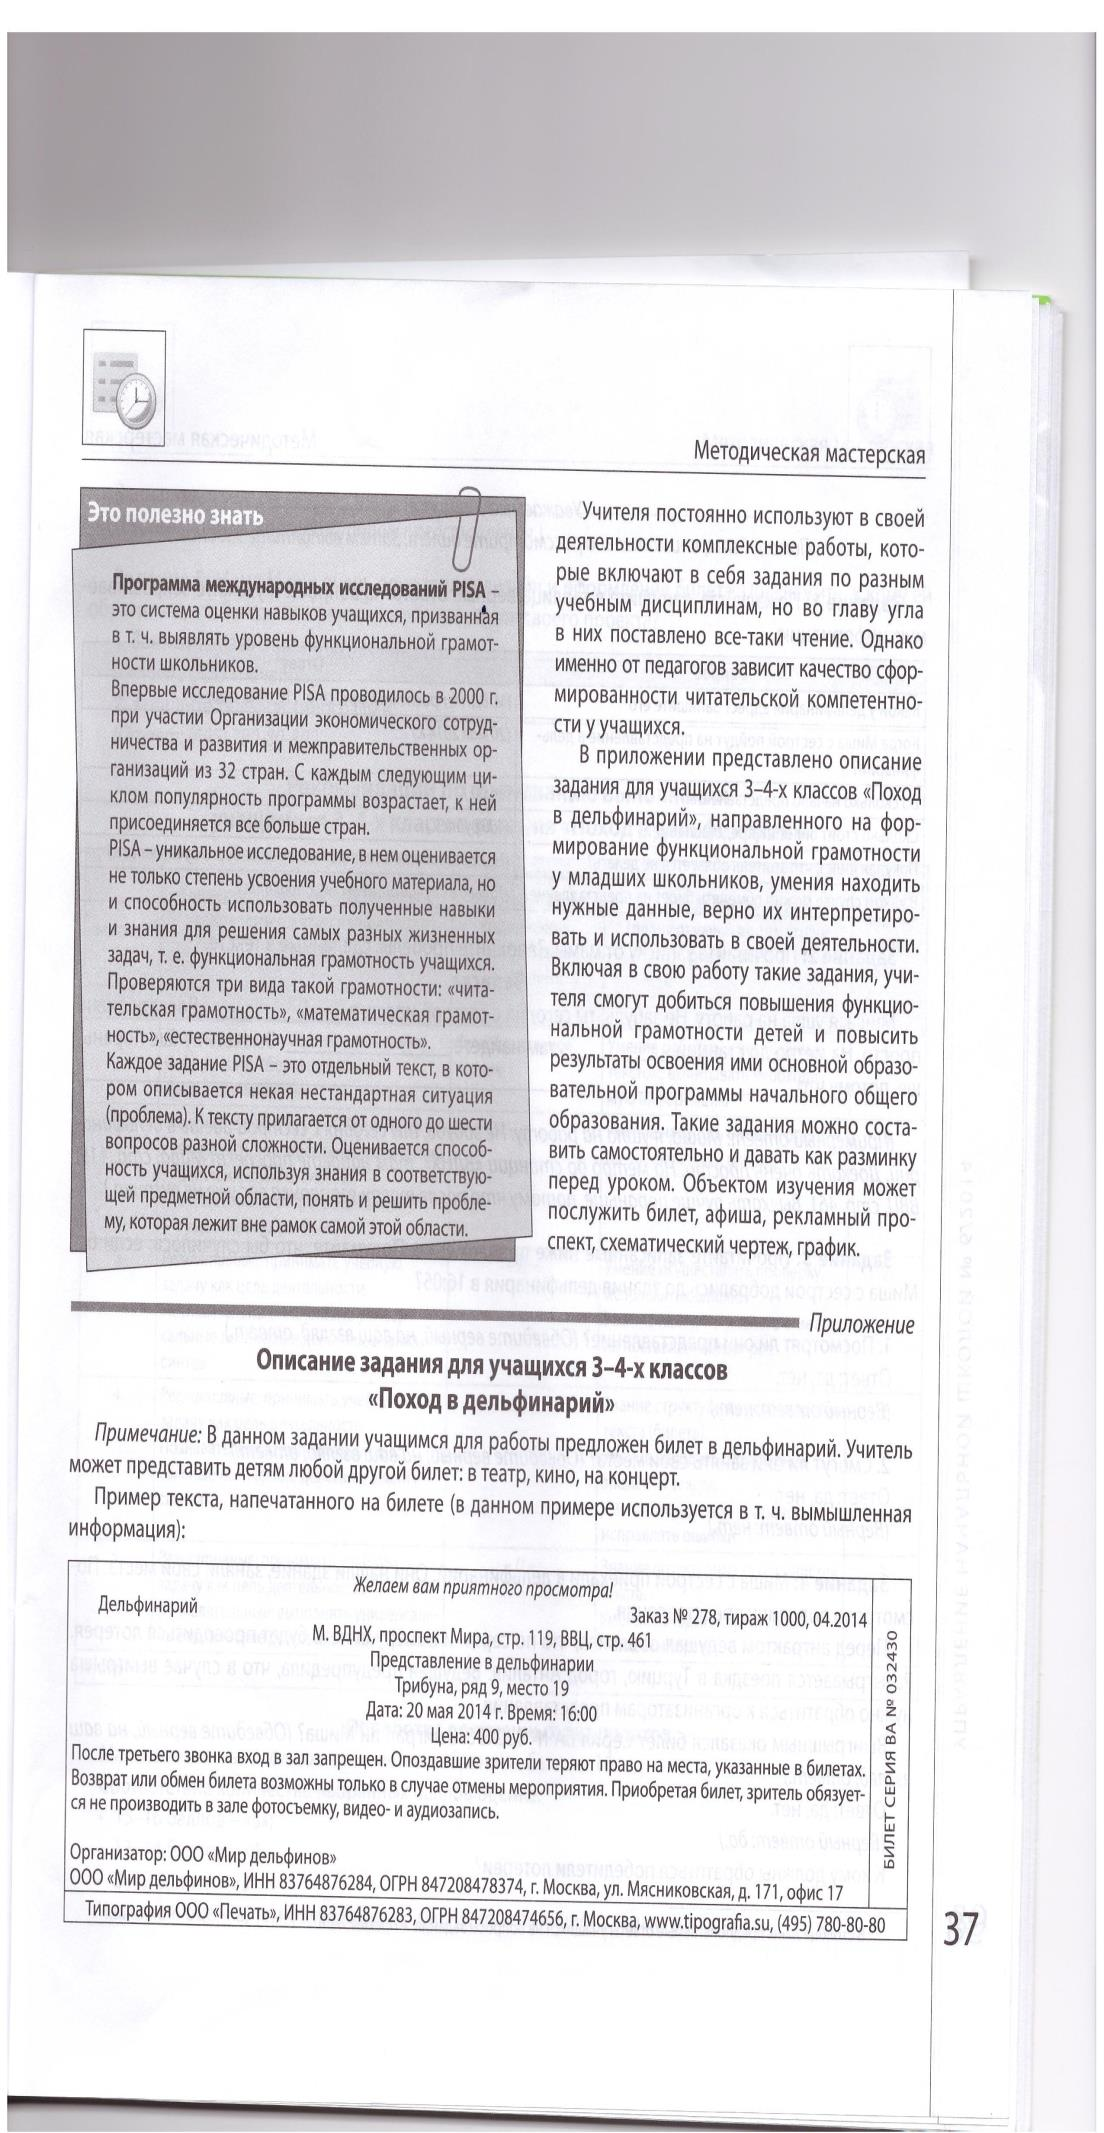 Методическая мастерская
Это полезно знать
Программа международных исследований PISA –
это система оценки навыков учащихся, призванная
в т. ч. выявлять уровень функциональной грамот-
ности школьников.
Впервые исследование PISA проводилось в 2000 г.
при участии Организации экономического сотруд-
ничества и развития и межправительственных ор-
ганизаций из 32 стран. С каждым следующим ци-
клом популярность программы возрастает, к ней
присоединяется всё больше стран.
PISA – уникальное исследование, в нем оценивается
не только степень усвоения учебного материала, но
и способность использовать полученные навыки
и знания для решения самых разных жизненных
задач, т. е. функциональная грамотность учащихся.
Проверяются три вида такой грамотности: «чита-
тельская грамотность», «математическая грамот-
ность», «естественнонаучная грамотность».
Каждое задание PISA – это отдельный текст, в кото-
ром описывается некая нестандартная ситуация
(проблема). К тексту прилагается от одного до шести
вопросов разной сложности. Оценивается способ-
ность учащихся, используя знания в соответствую-
щей предметной области, понять и решить пробле-
му, которая лежит вне рамок самой этой области.
Учителя постоянно используют в своей
деятельности комплексные работы, кото-
рые включают в себя задания по разным
учебным дисциплинам, но во главу угла
в них поставлено все-таки чтение. Однако
именно от педагогов зависит качество сфор-
мированности читательской компетентно-
сти у учащихся.
В приложении представлено описание
задания для учащихся 3–4-х классов «Поход
в дельфинарий», направленного на фор-
мирование функциональной грамотности
у младших школьников, умения находить
нужные данные, верно их интерпретиро-
вать и использовать в своей деятельности.
Включая в свою работу такие задания, учи-
теля смогут добиться повышения функцио-
нальной грамотности детей и повысить
результаты освоения ими основной образо-
вательной программы начального общего
образования. Такие задания можно соста-
вить самостоятельно и давать как разминку
перед уроком. Объектом изучения может
послужить билет, афиша, рекламный про-
спект, схематический чертеж, график.
Приложение
Описание задания для учащихся 3–4-х классов
«Поход в дельфинарий»
Примечание: В данном задании учащимся для работы предложен билет в дельфинарий. Учитель
может представить детям любой другой билет: в театр, кино, на концерт.
Пример текста, напечатанного на билете (в данном примере используется в т. ч. вымышленная
информация):
Желаем вам приятного просмотра!
Дельфинарий
Заказ № 278, тираж 1000, 04.2014
М. ВДНХ, проспект Мира, стр. 119, ВВЦ, стр. 461
Представление в дельфинарии
Трибуна, ряд 9, место 19
Дата: 20 мая 2014 г. Время: 16:00
Цена: 400 руб.
После третьего звонка вход в зал запрещен. Опоздавшие зрители теряют право на места, указанные в билетах.
Возврат или обмен билета возможны только в случае отмены мероприятия. Приобретая билет, зритель обязует-
ся не производить в зале фотосъемку, видео- и аудиозапись.
Организатор: ООО «Мир дельфинов»
ООО «Мир дельфинов», ИНН 83764876284, ОГРН 847208478374, г. Москва, ул. Мясниковская, д. 171, офис 17
БИЛЕТ СЕРИЯ ВА № 032430
Типография ООО «Печать», ИНН 83764876283, ОГРН 847208474656, г. Москва, www.tipografia.su, (495) 780-80-80
37